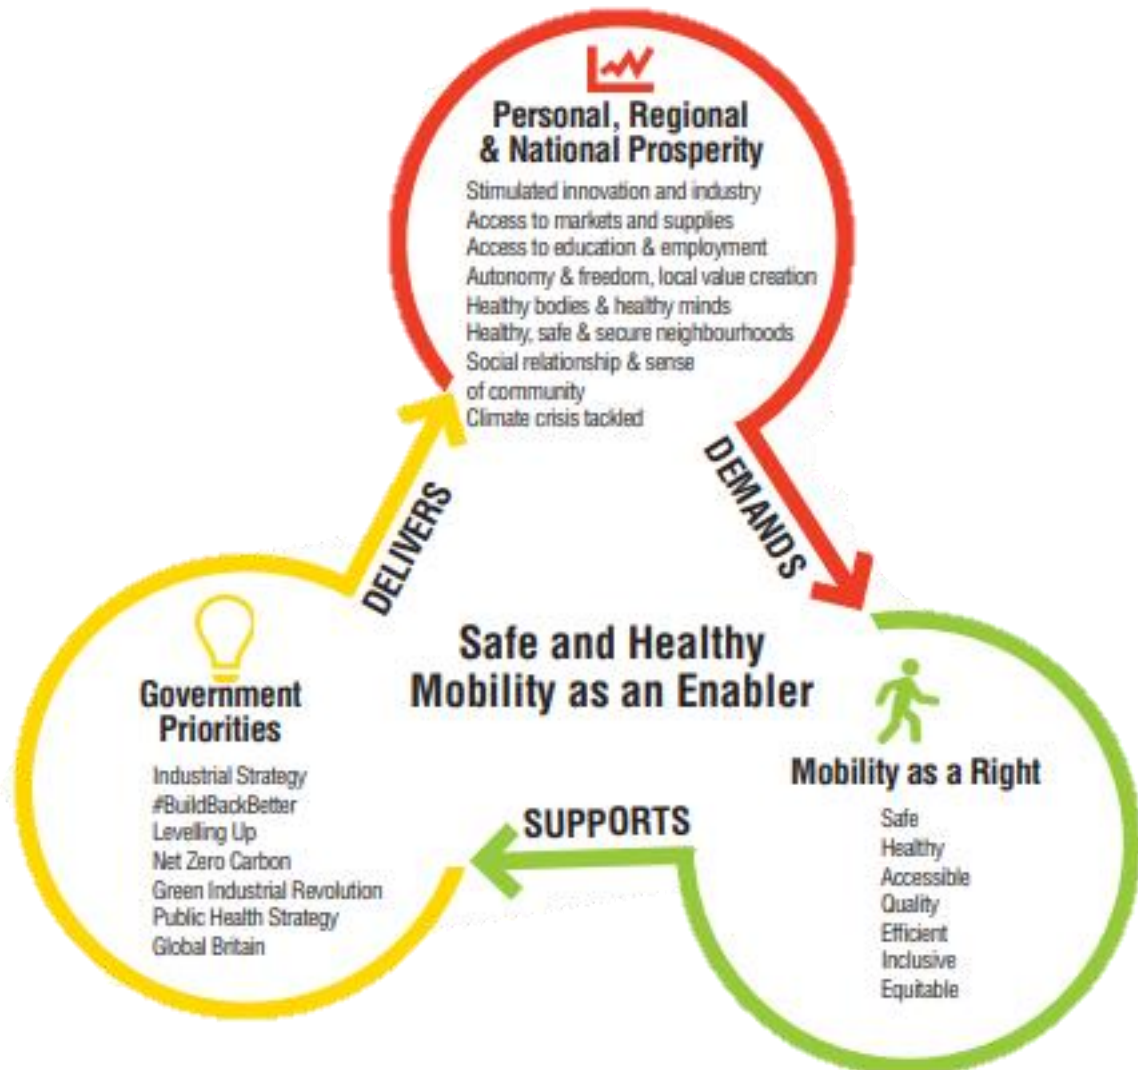 Personal, Regional
& National Prosperity
Stimulated innovation and industry
Access to markets and supplies
Access to education & employment
Autonomy & freedom, local value creation
Healthy bodies & healthy minds
Healthy, safe & secure neighbourhoods
Social relationship & sense
of community
Climate crisis tackled
DEMANDS
DELIVERS
Safe and Healthy
Mobility as an Enabler
Government
Priorities
Industrial Strategy
#BuildBackBetter
Levelling Up
Net Zero Carbon
Green Industrial Revolution
Public Health Strategy
Global Britain
SUPPORTS
Mobility as a Right
Safe
Healthy
Accessible
Quality
Efficient
Inclusive
Equitable